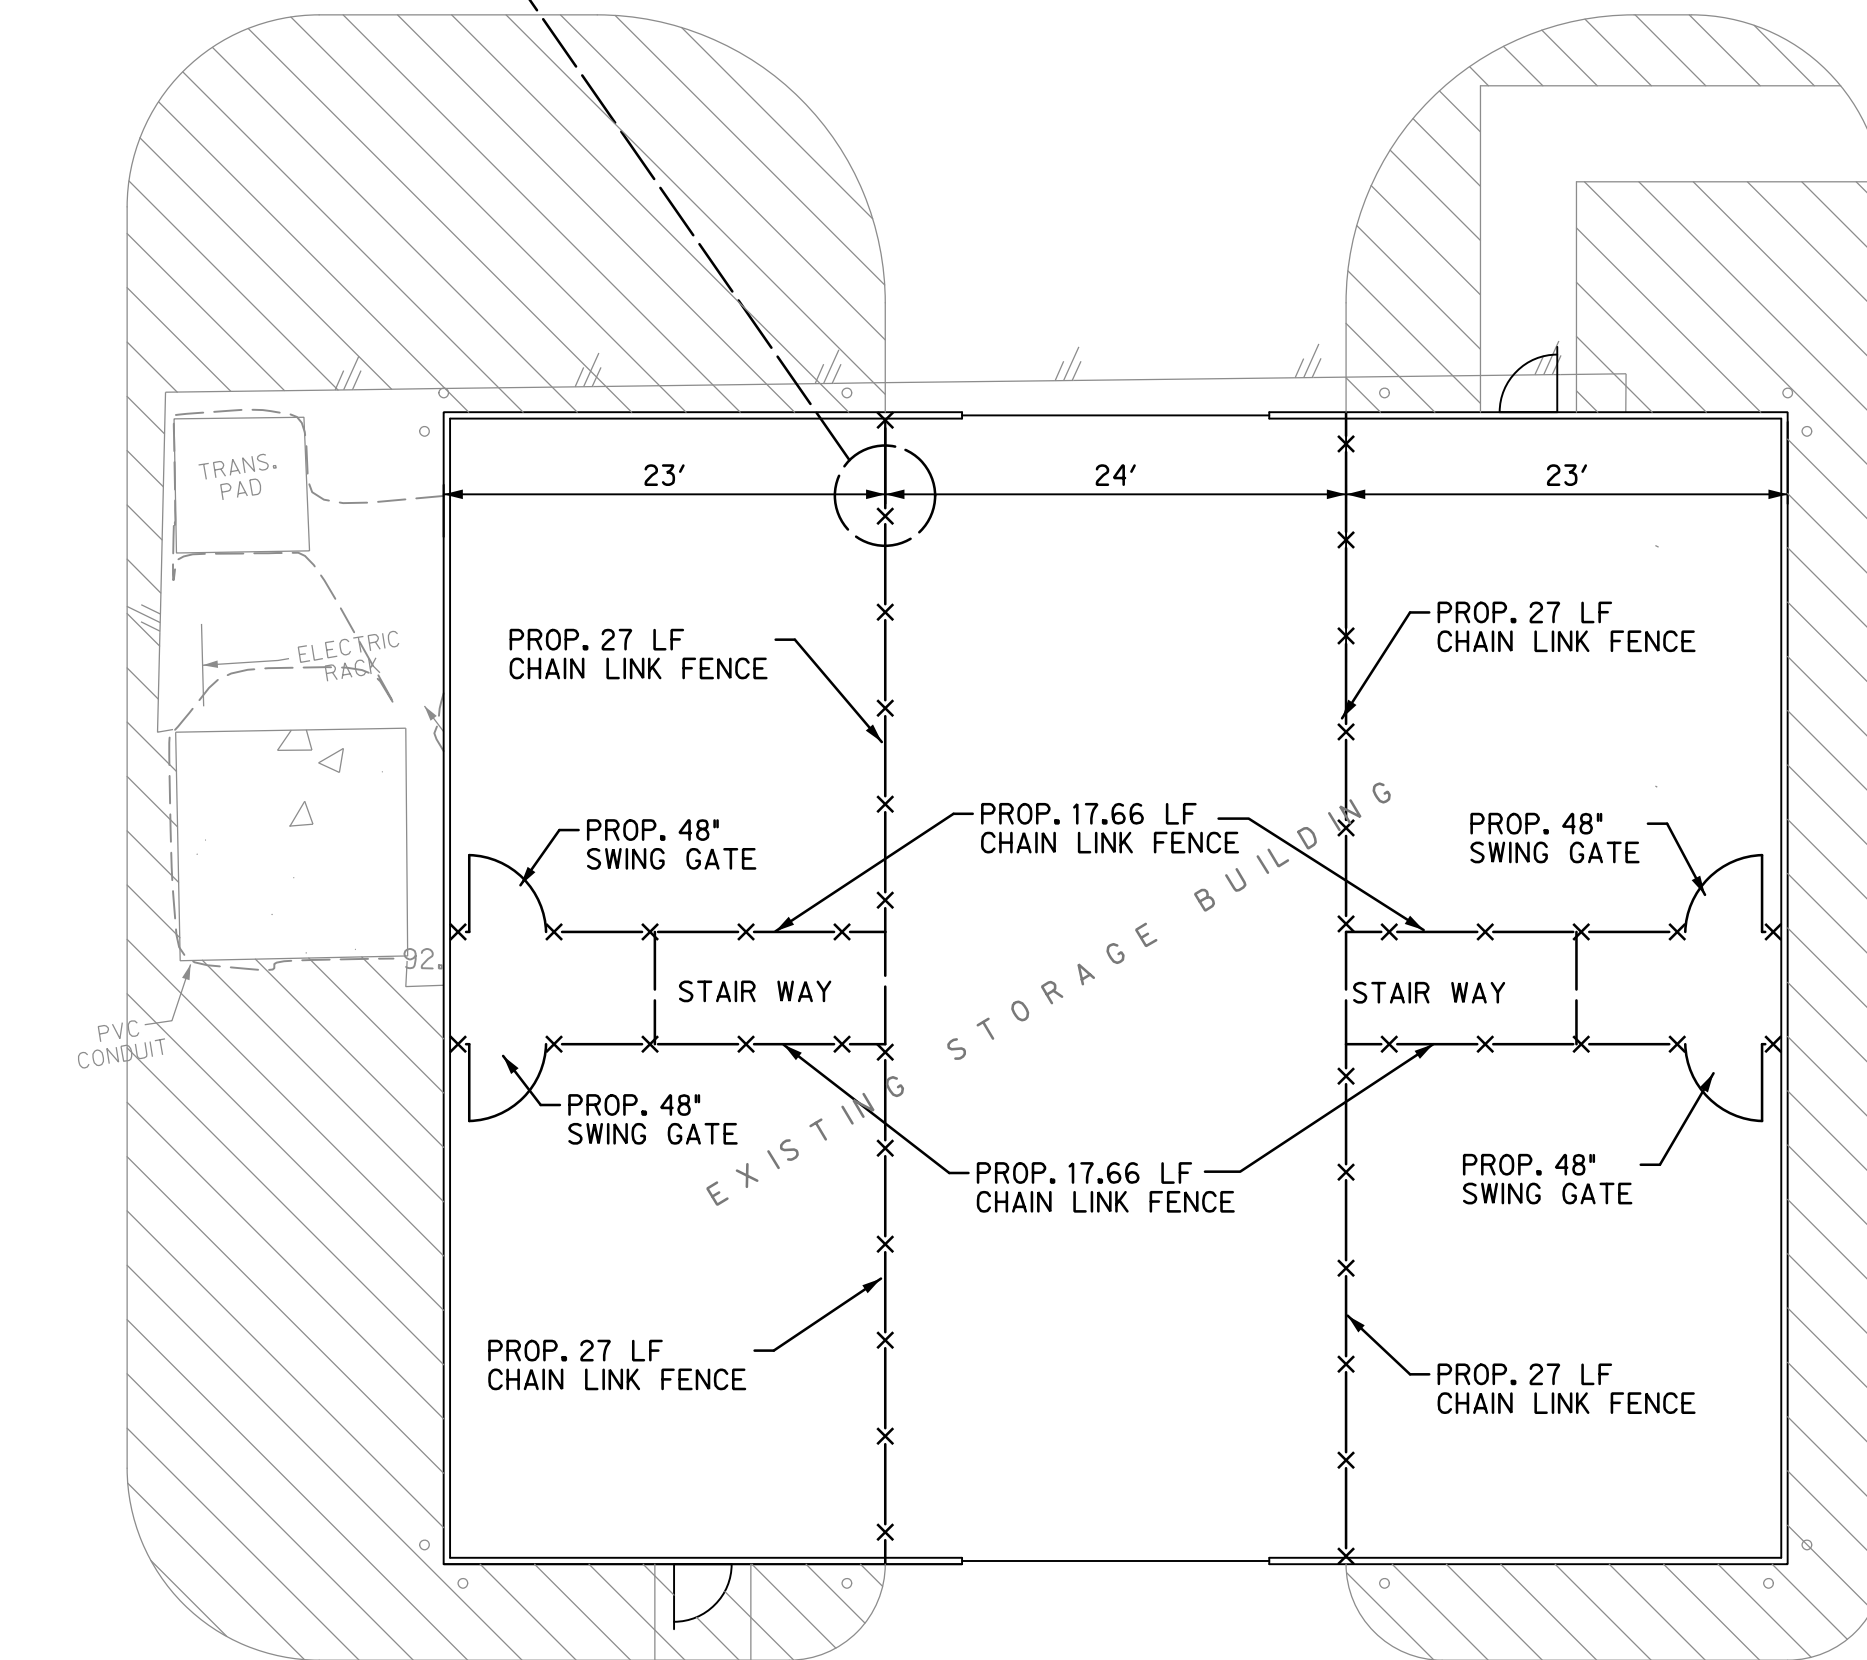 TRANS.
PAD
23'
24'
23'
ELECTRIC
RACK
PROP. 27 LF
CHAIN LINK FENCE
PROP. 27 LF
CHAIN LINK FENCE
PROP. 48"
SWING GATE
PROP. 17.66 LF
CHAIN LINK FENCE
PROP. 48"
SWING GATE
92.
STAIR WAY
STAIR WAY
EXISTING STORAGE BUILDING
PVC
CONDUIT
PROP. 48"
SWING GATE
PROP. 17.66 LF
CHAIN LINK FENCE
PROP. 48"
SWING GATE
PROP. 27 LF
CHAIN LINK FENCE
PROP. 27 LF
CHAIN LINK FENCE